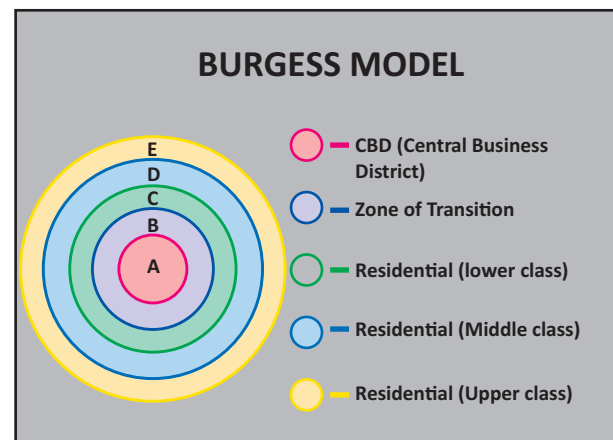 BURGESS MODEL
E
D
C
B
A
CBD (Central Business
District)
Zone of Transition
Residential (lower class)
Residential (Middle class)
Residential (Upper class)